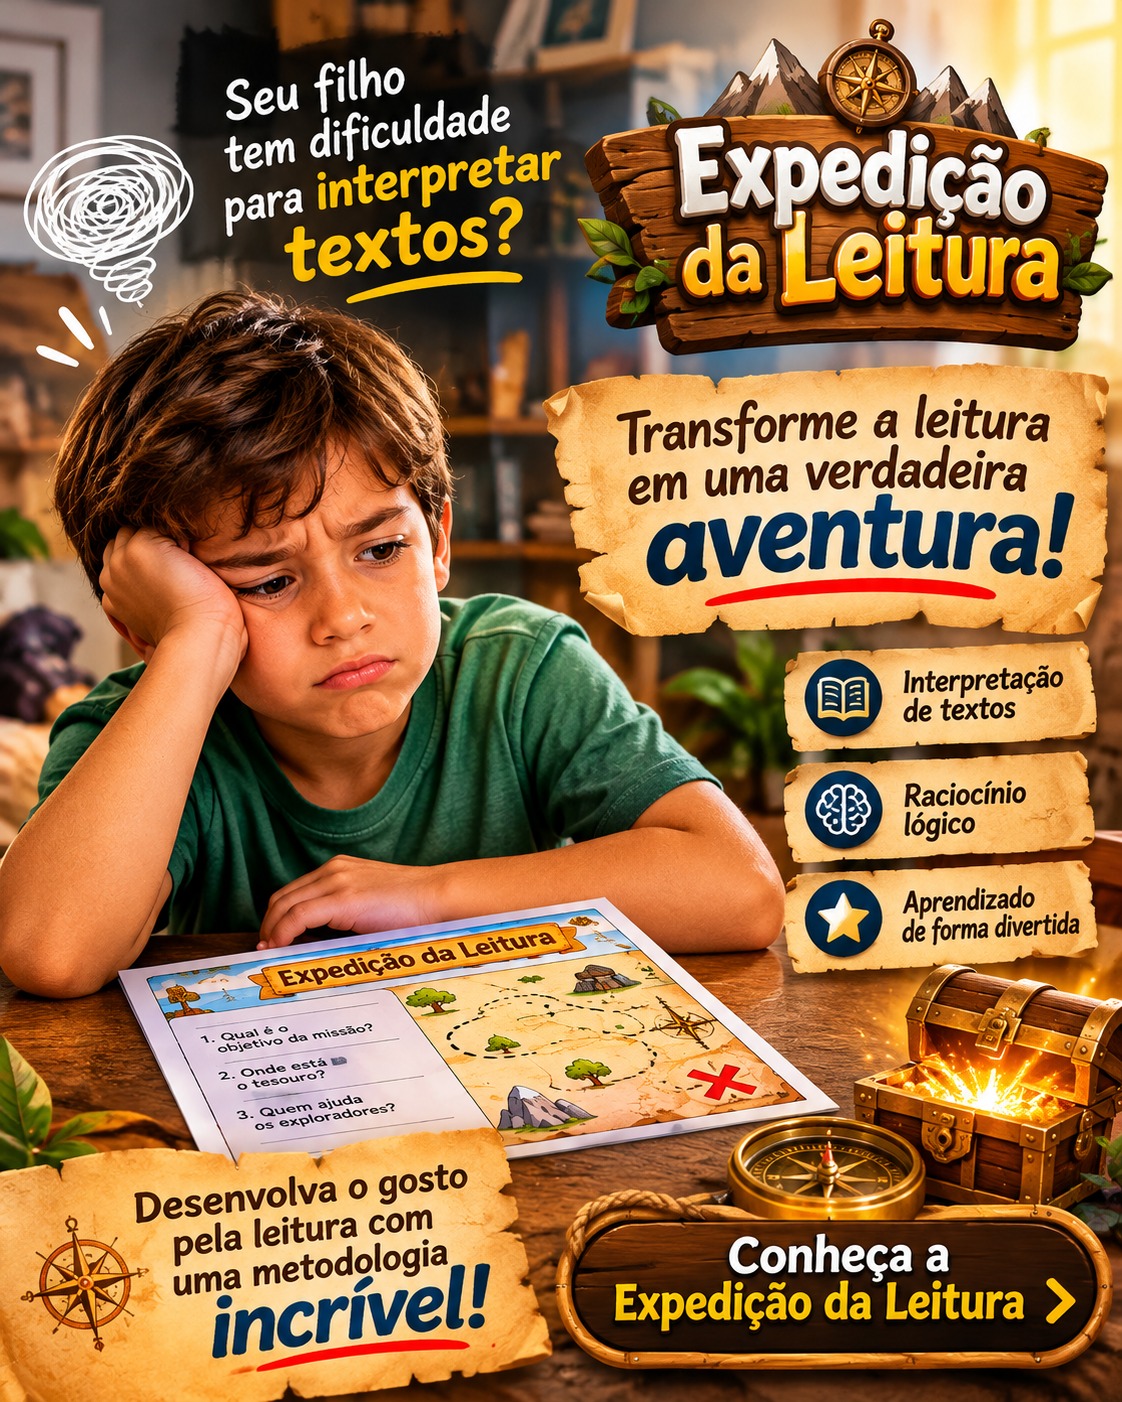 Seu filho
tem dificuldade
para interpretar
textos?
Expedição
da Leitura
Transforme a leitura
em uma verdadeira
aventura!
Interpretação
de textos
Raciocínio
lógico
Aprendizado
de forma divertida
Expedição da Leitura
1. Qual é o
objetivo da missão?
2. Onde está
o tesouro?
3. Quem ajuda
os exploradores?
Desenvolva o gosto
pela leitura com
uma metodologia
incrível!
Conheça a
Expedição da Leitura